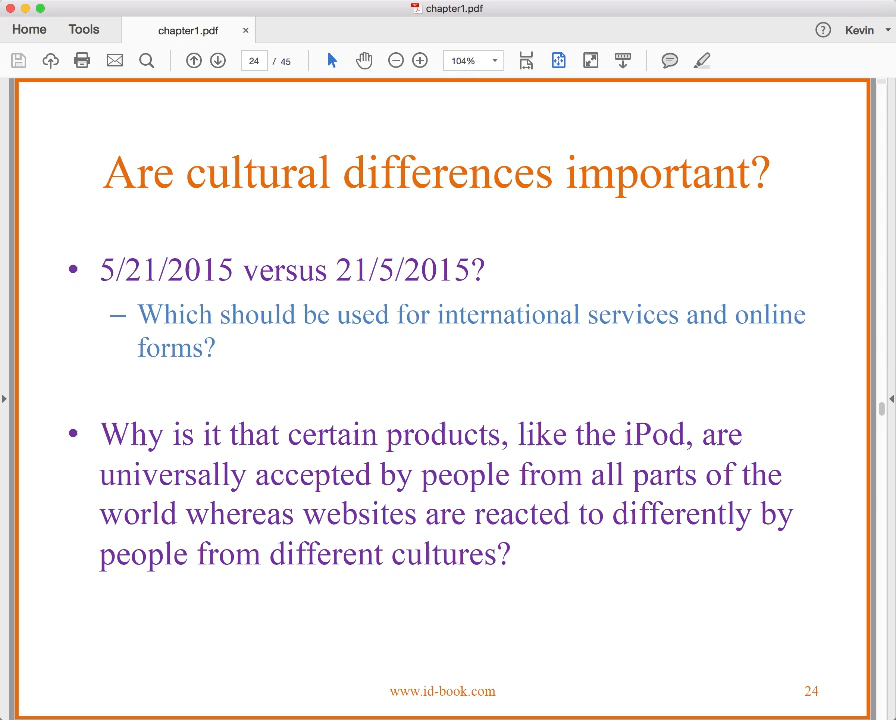 chapter1.pdf
Home Tools chapter1.pdf × ? Kevin
24 / 45 104%
Are cultural differences important?
• 5/21/2015 versus 21/5/2015?
– Which should be used for international services and online
forms?
• Why is it that certain products, like the iPod, are
universally accepted by people from all parts of the
world whereas websites are reacted to differently by
people from different cultures?
www.id-book.com 24